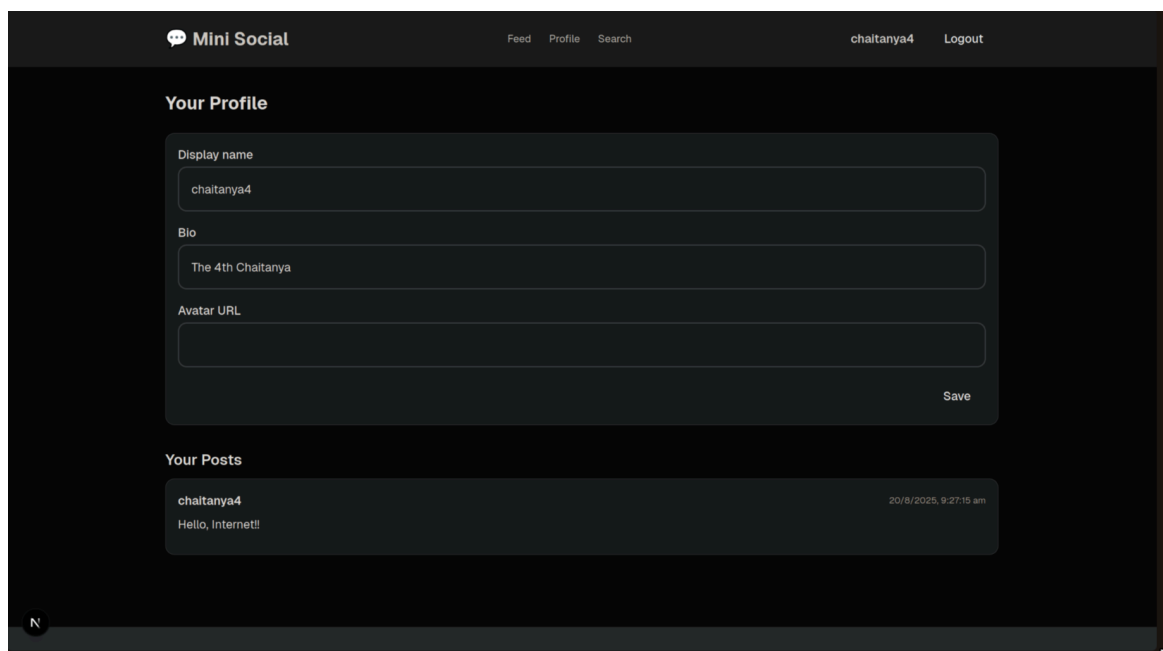 💬 Mini Social
Feed Profile Search
chaitanya4 Logout
Your Profile
Display name
chaitanya4
Bio
The 4th Chaitanya
Avatar URL
Save
Your Posts
chaitanya4 20/8/2025, 9:27:15 am
Hello, Internet!!
N